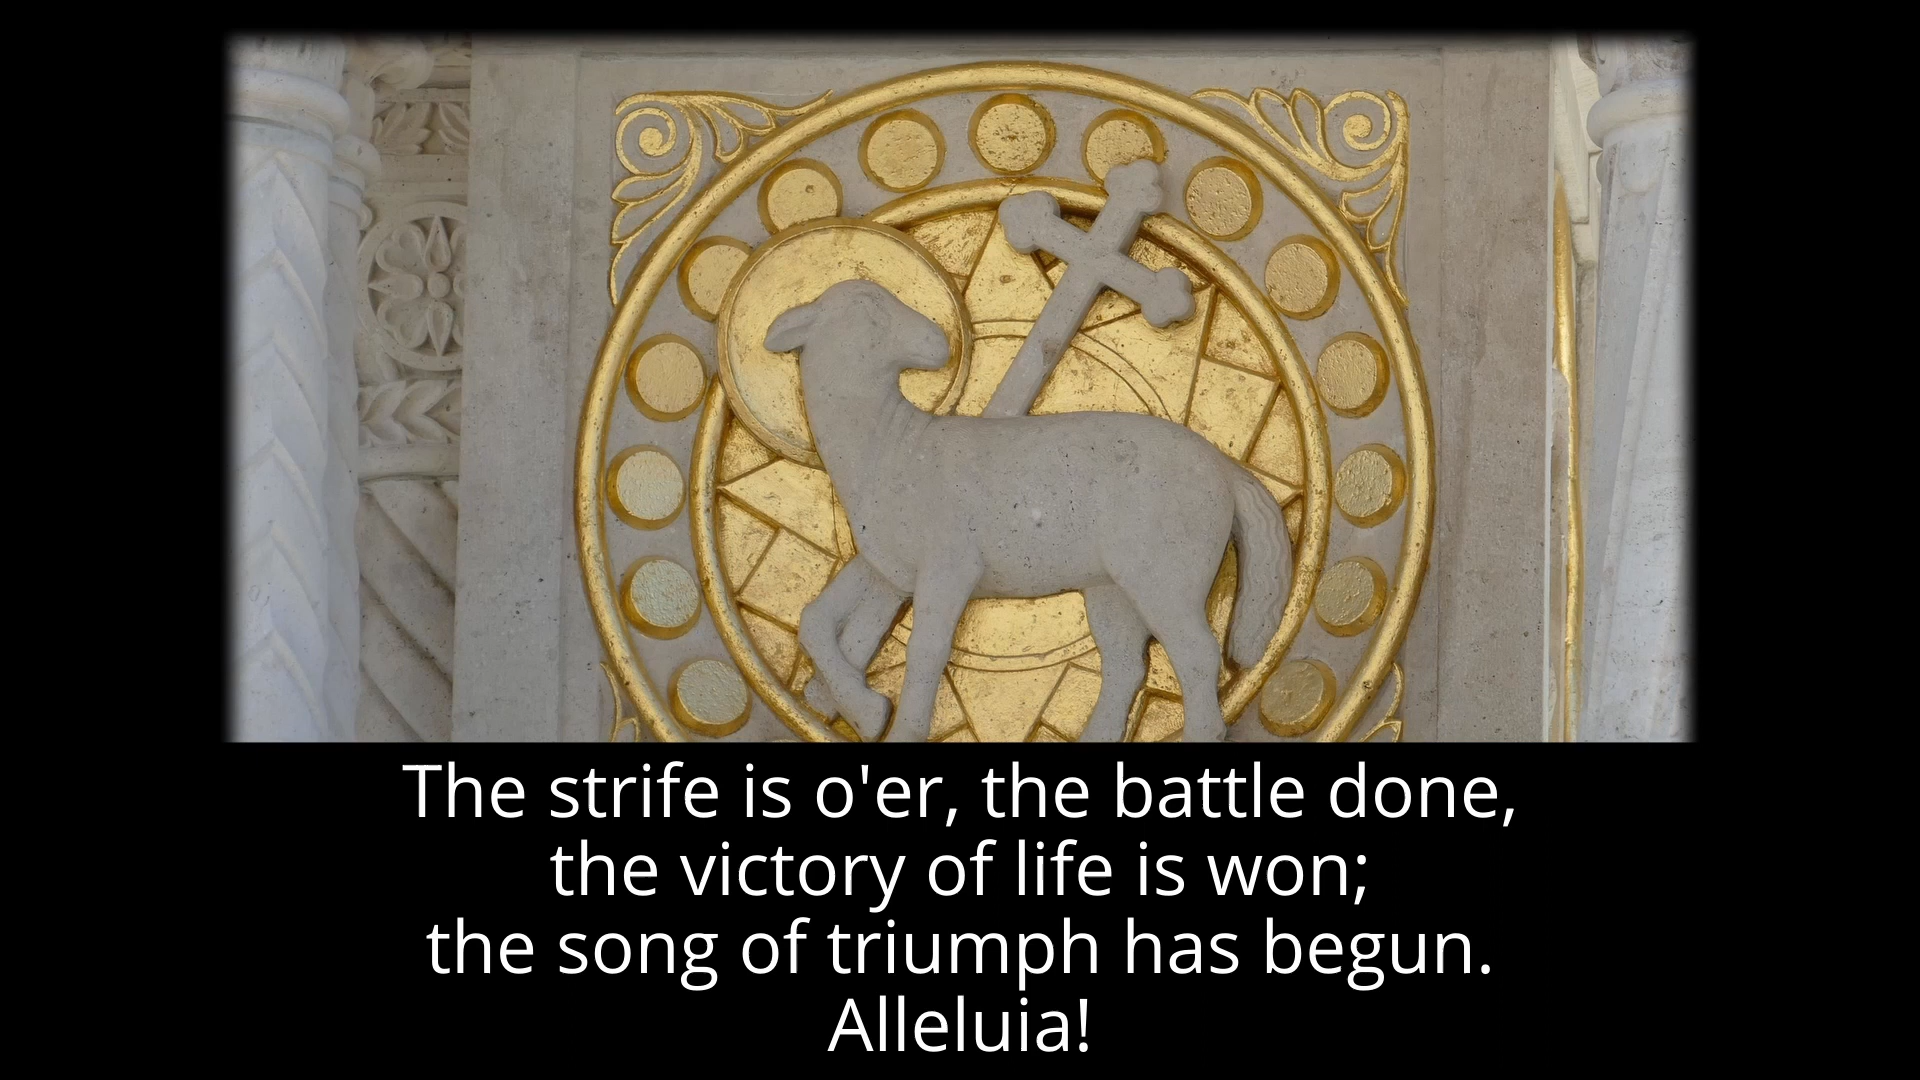 The strife is o'er, the battle done,
the victory of life is won;
the song of triumph has begun.
Alleluia!